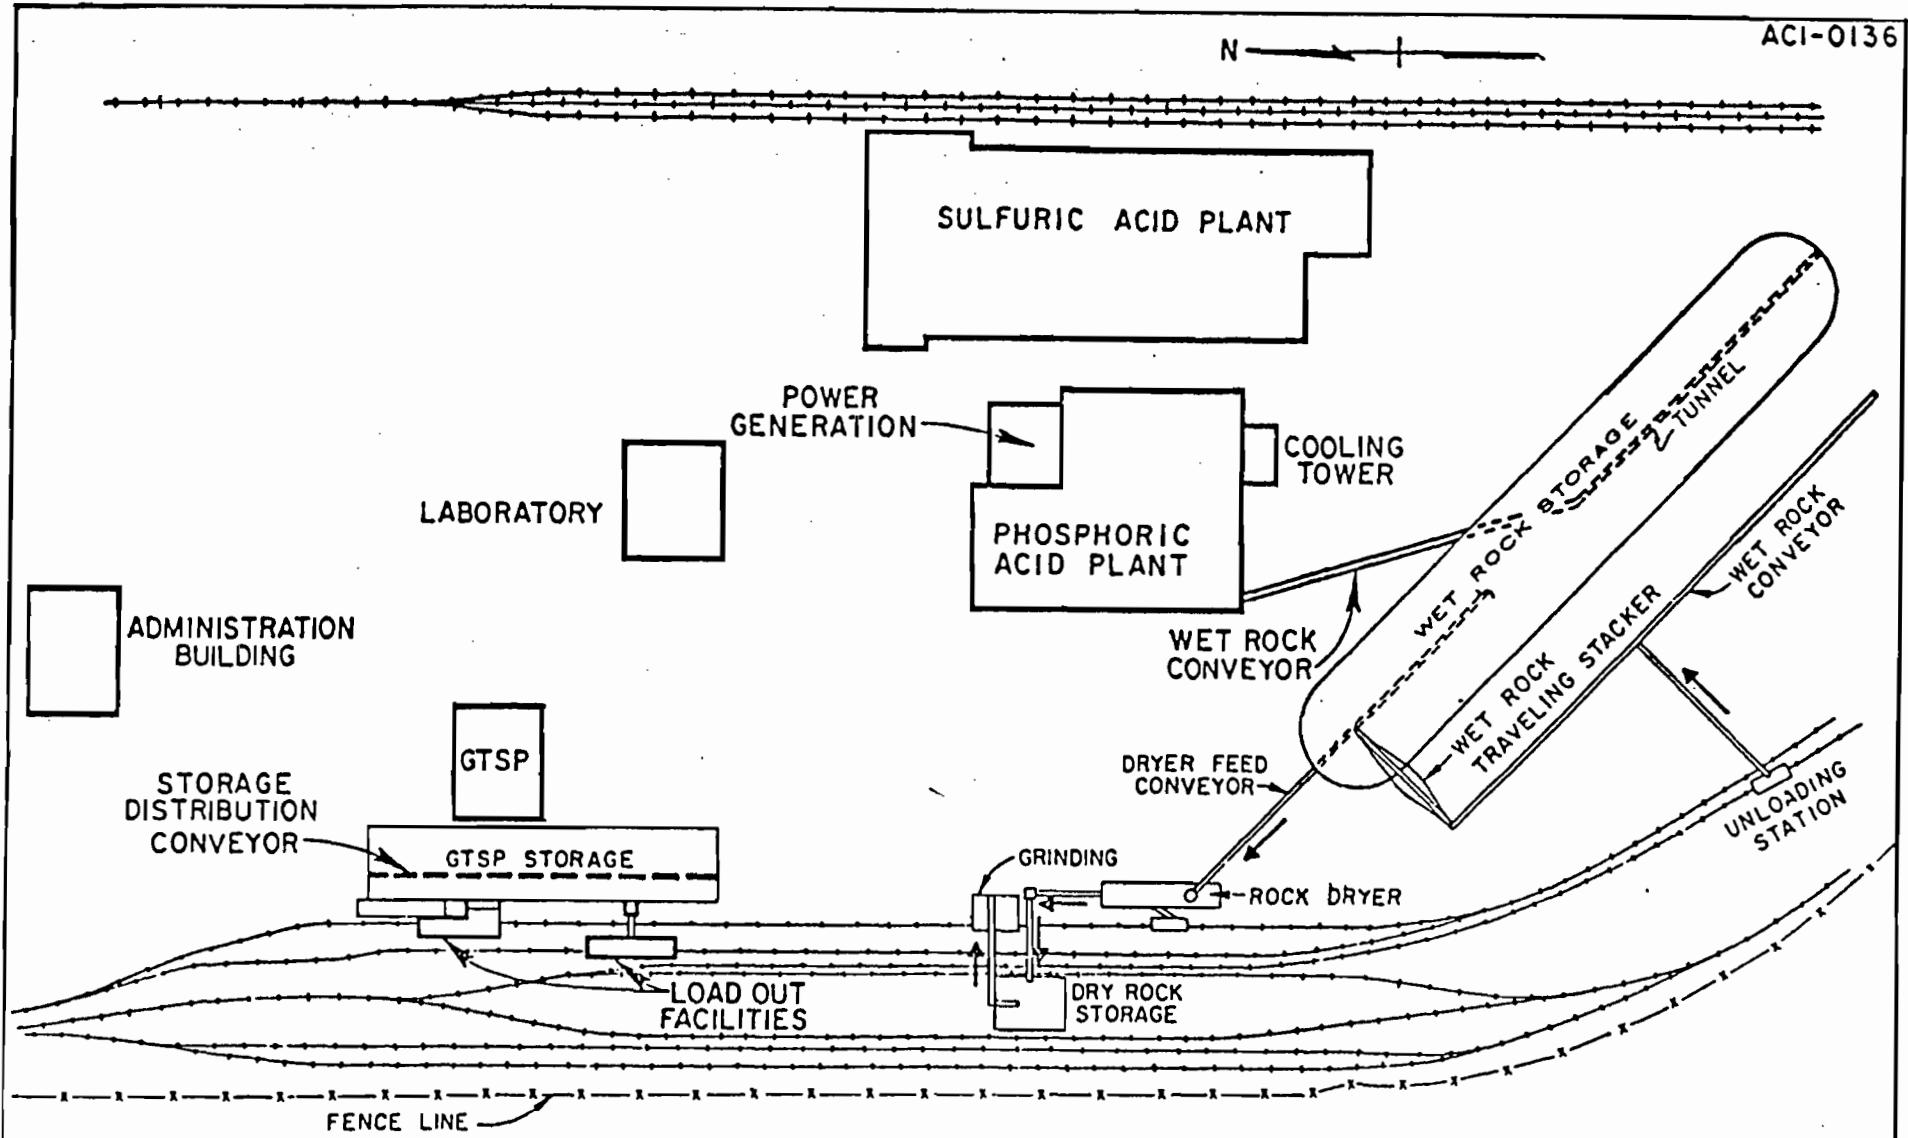 ACI-0136
N
SULFURIC ACID PLANT
POWER
GENERATION
COOLING
TOWER
LABORATORY
PHOSPHORIC
ACID PLANT
WET ROCK STORAGE
TUNNEL
WET ROCK
CONVEYOR
ADMINISTRATION
BUILDING
WET ROCK
CONVEYOR
WET ROCK
TRAVELING STACKER
GTSP
STORAGE
DISTRIBUTION
CONVEYOR
DRYER FEED
CONVEYOR
UNLOADING
STATION
GTSP STORAGE
GRINDING
ROCK DRYER
LOAD OUT
FACILITIES
DRY ROCK
STORAGE
FENCE LINE